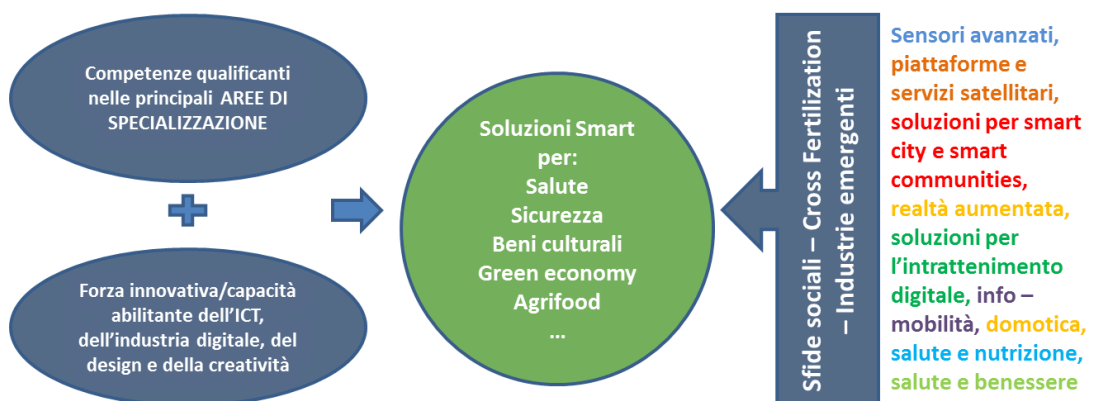 Competenze qualificanti
nelle principali AREE DI
SPECIALIZZAZIONE
Forza innovativa/capacità
abilitante dell'ICT,
dell'industria digitale, del
design e della creatività
Soluzioni Smart
per:
Salute
Sicurezza
Beni culturali
Green economy
Agrifood
…
Sfide sociali – Cross Fertilization
– Industrie emergenti
Sensori avanzati,
piattaforme e
servizi satellitari,
soluzioni per smart
city e smart
communities,
realtà aumentata,
soluzioni per
l'intrattenimento
digitale, info –
mobilità, domotica,
salute e nutrizione,
salute e benessere